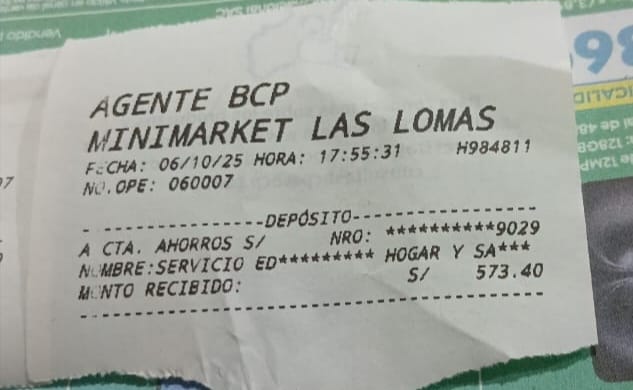 AGENTE BCP
MINIMARKET LAS LOMAS
FECHA: 06/10/25 HORA: 17:55:31 H984811
NO.OPE: 060007
--------------------DEPÓSITO--------------------
A CTA. AHORROS S/ NRO: **********9029
NOMBRE:SERVICIO ED********* HOGAR Y SA***
MONTO RECIBIDO: S/ 573.40
------------------------------------------------